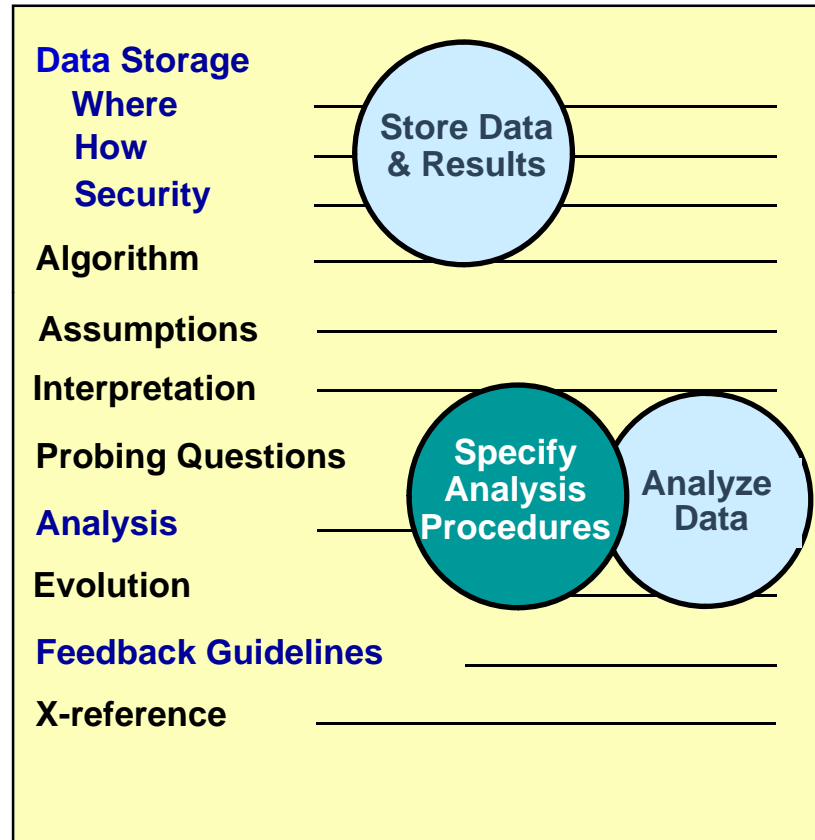 Data Storage
Where
How
Security
Store Data
& Results
Algorithm
Assumptions
Interpretation
Probing Questions
Analysis
Specify
Analysis
Procedures
Analyze
Data
Evolution
Feedback Guidelines
X-reference